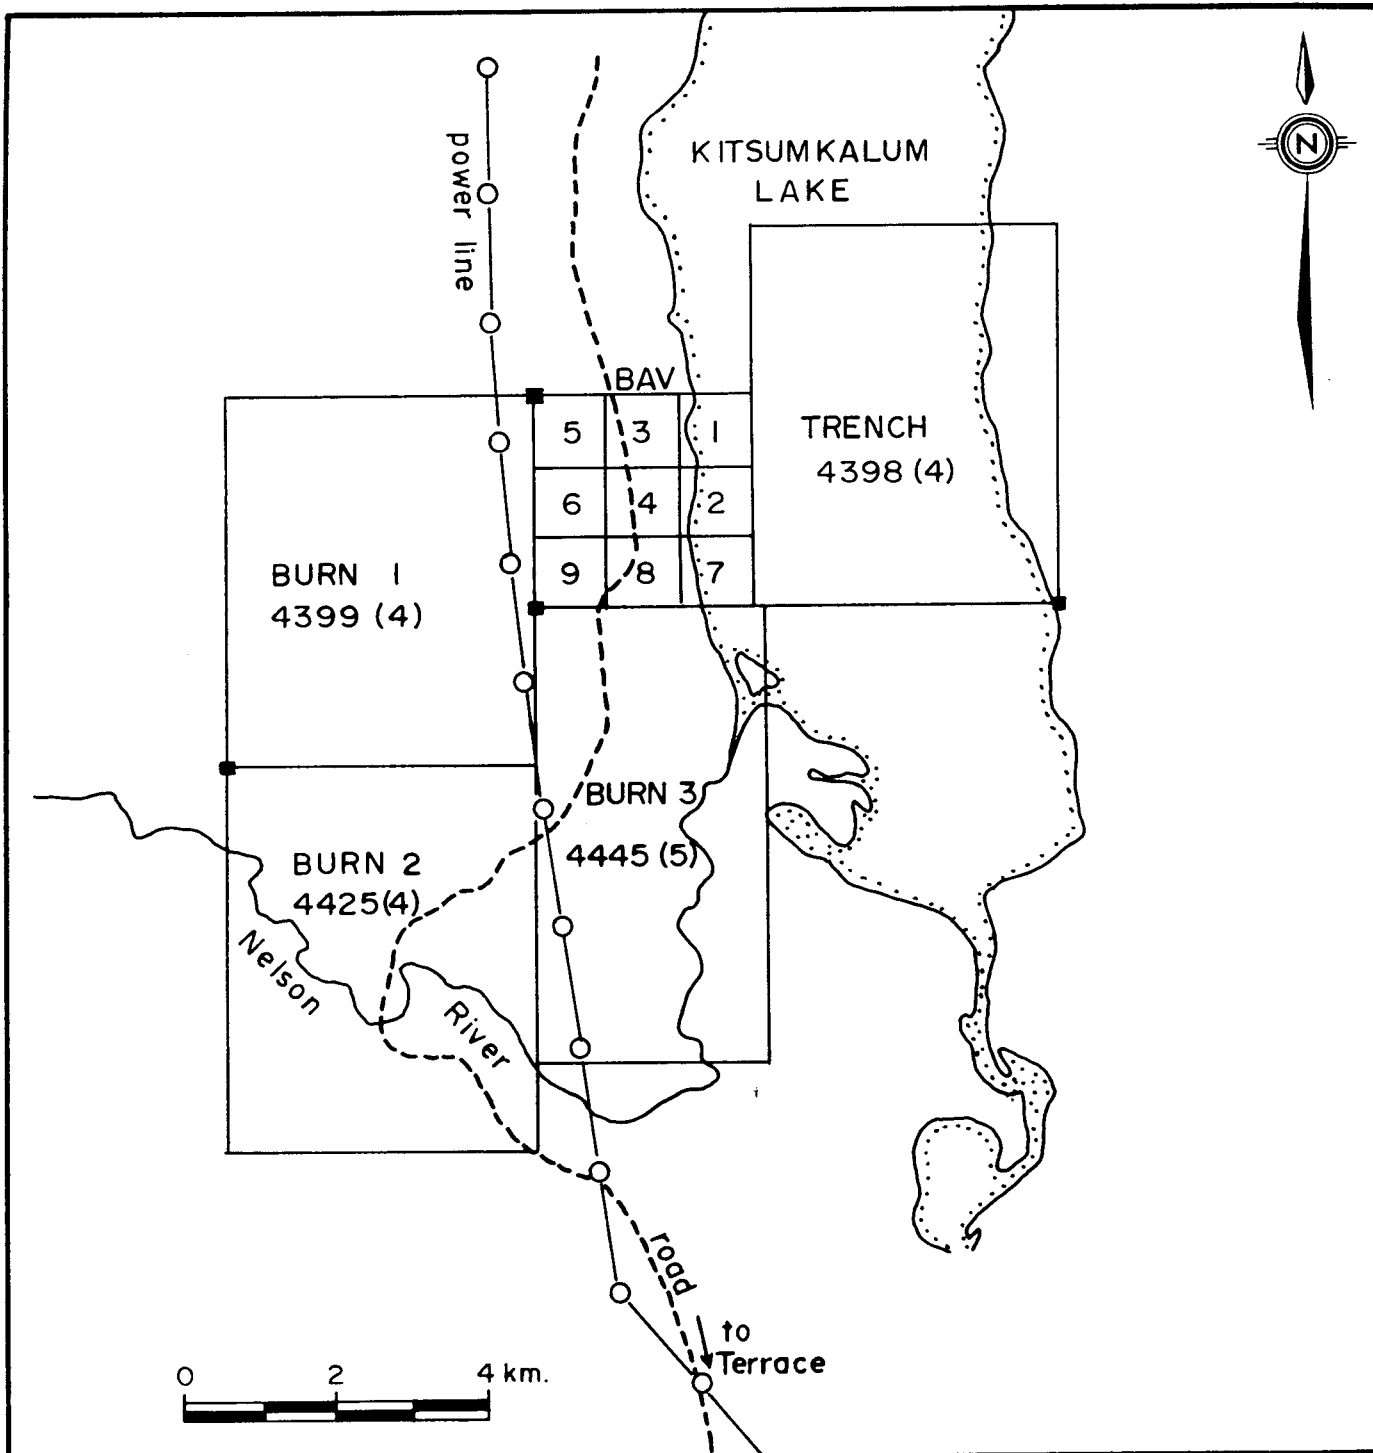 KITSUMKALUM
LAKE
N
power line
BAV
5 3 1
6 4 2
9 8 7
TRENCH
4398 (4)
BURN 1
4399 (4)
BURN 3
4445 (5)
BURN 2
4425(4)
Nelson
River
road
to
Terrace
0 2 4 km.